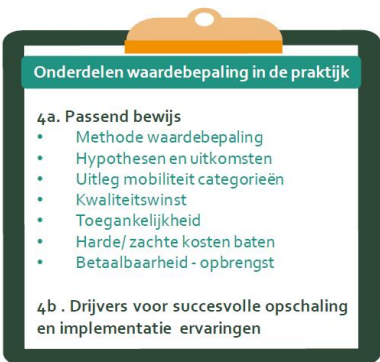 Onderdelen waardebepaling in de praktijk
4a. Passend bewijs
• Methode waardebepaling
• Hypothesen en uitkomsten
• Uitleg mobiliteit categorieën
• Kwaliteitswinst
• Toegankelijkheid
• Harde/ zachte kosten baten
• Betaalbaarheid - opbrengst
4b . Drijvers voor succesvolle opschaling
en implementatie ervaringen